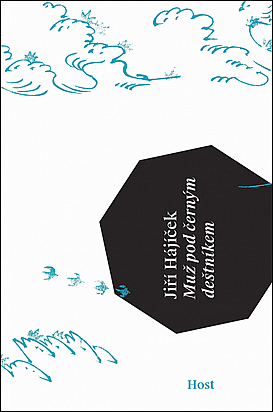 Jiří Hájíček
Muž pod černým
deštníkem
Host